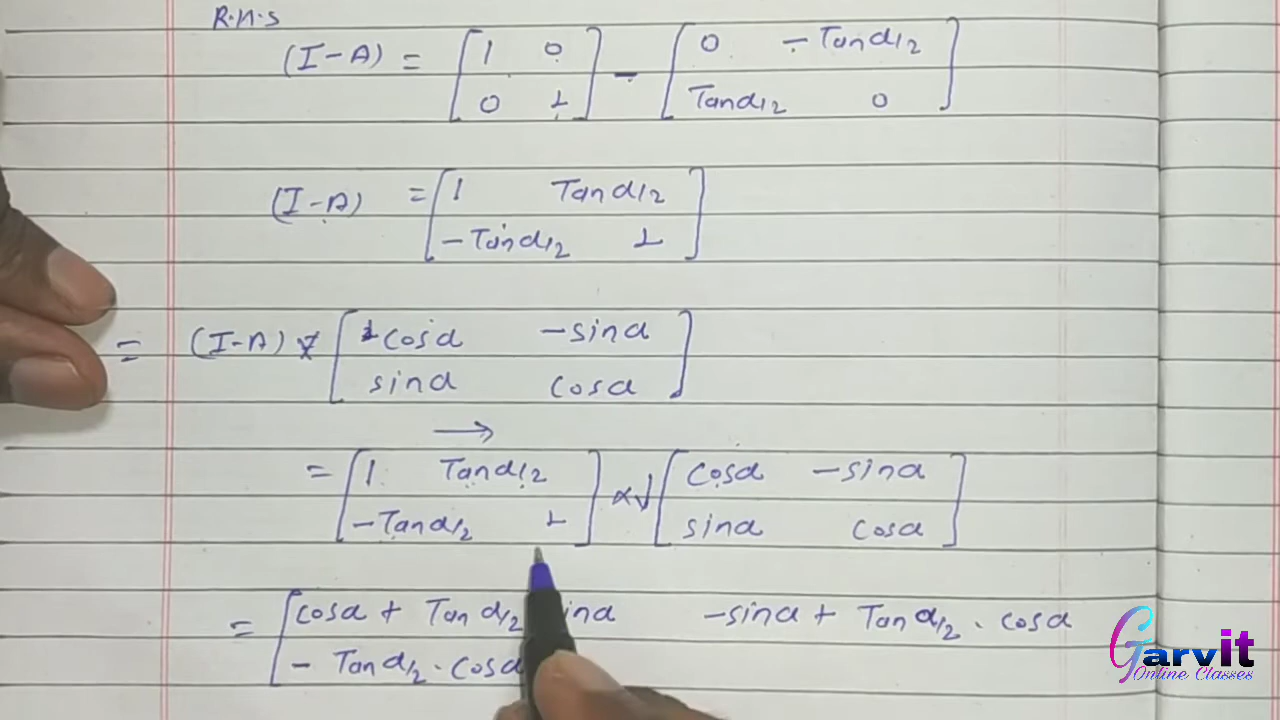 R.H.S
(I-A) = [1 0] - [0 -Tanα/2]
[0 1] [Tanα/2 0]
(I-A) = [1 Tanα/2]
[-Tanα/2 1]
= (I-A) × [cosα -sinα]
[sinα cosα]
= [1 Tanα/2] × [cosα -sinα]
[-Tanα/2 1] [sinα cosα]
= [cosα + Tanα/2 inα -sinα + Tanα/2 . cosα
- Tanα/2 . cosα
Garvit
Online Classes